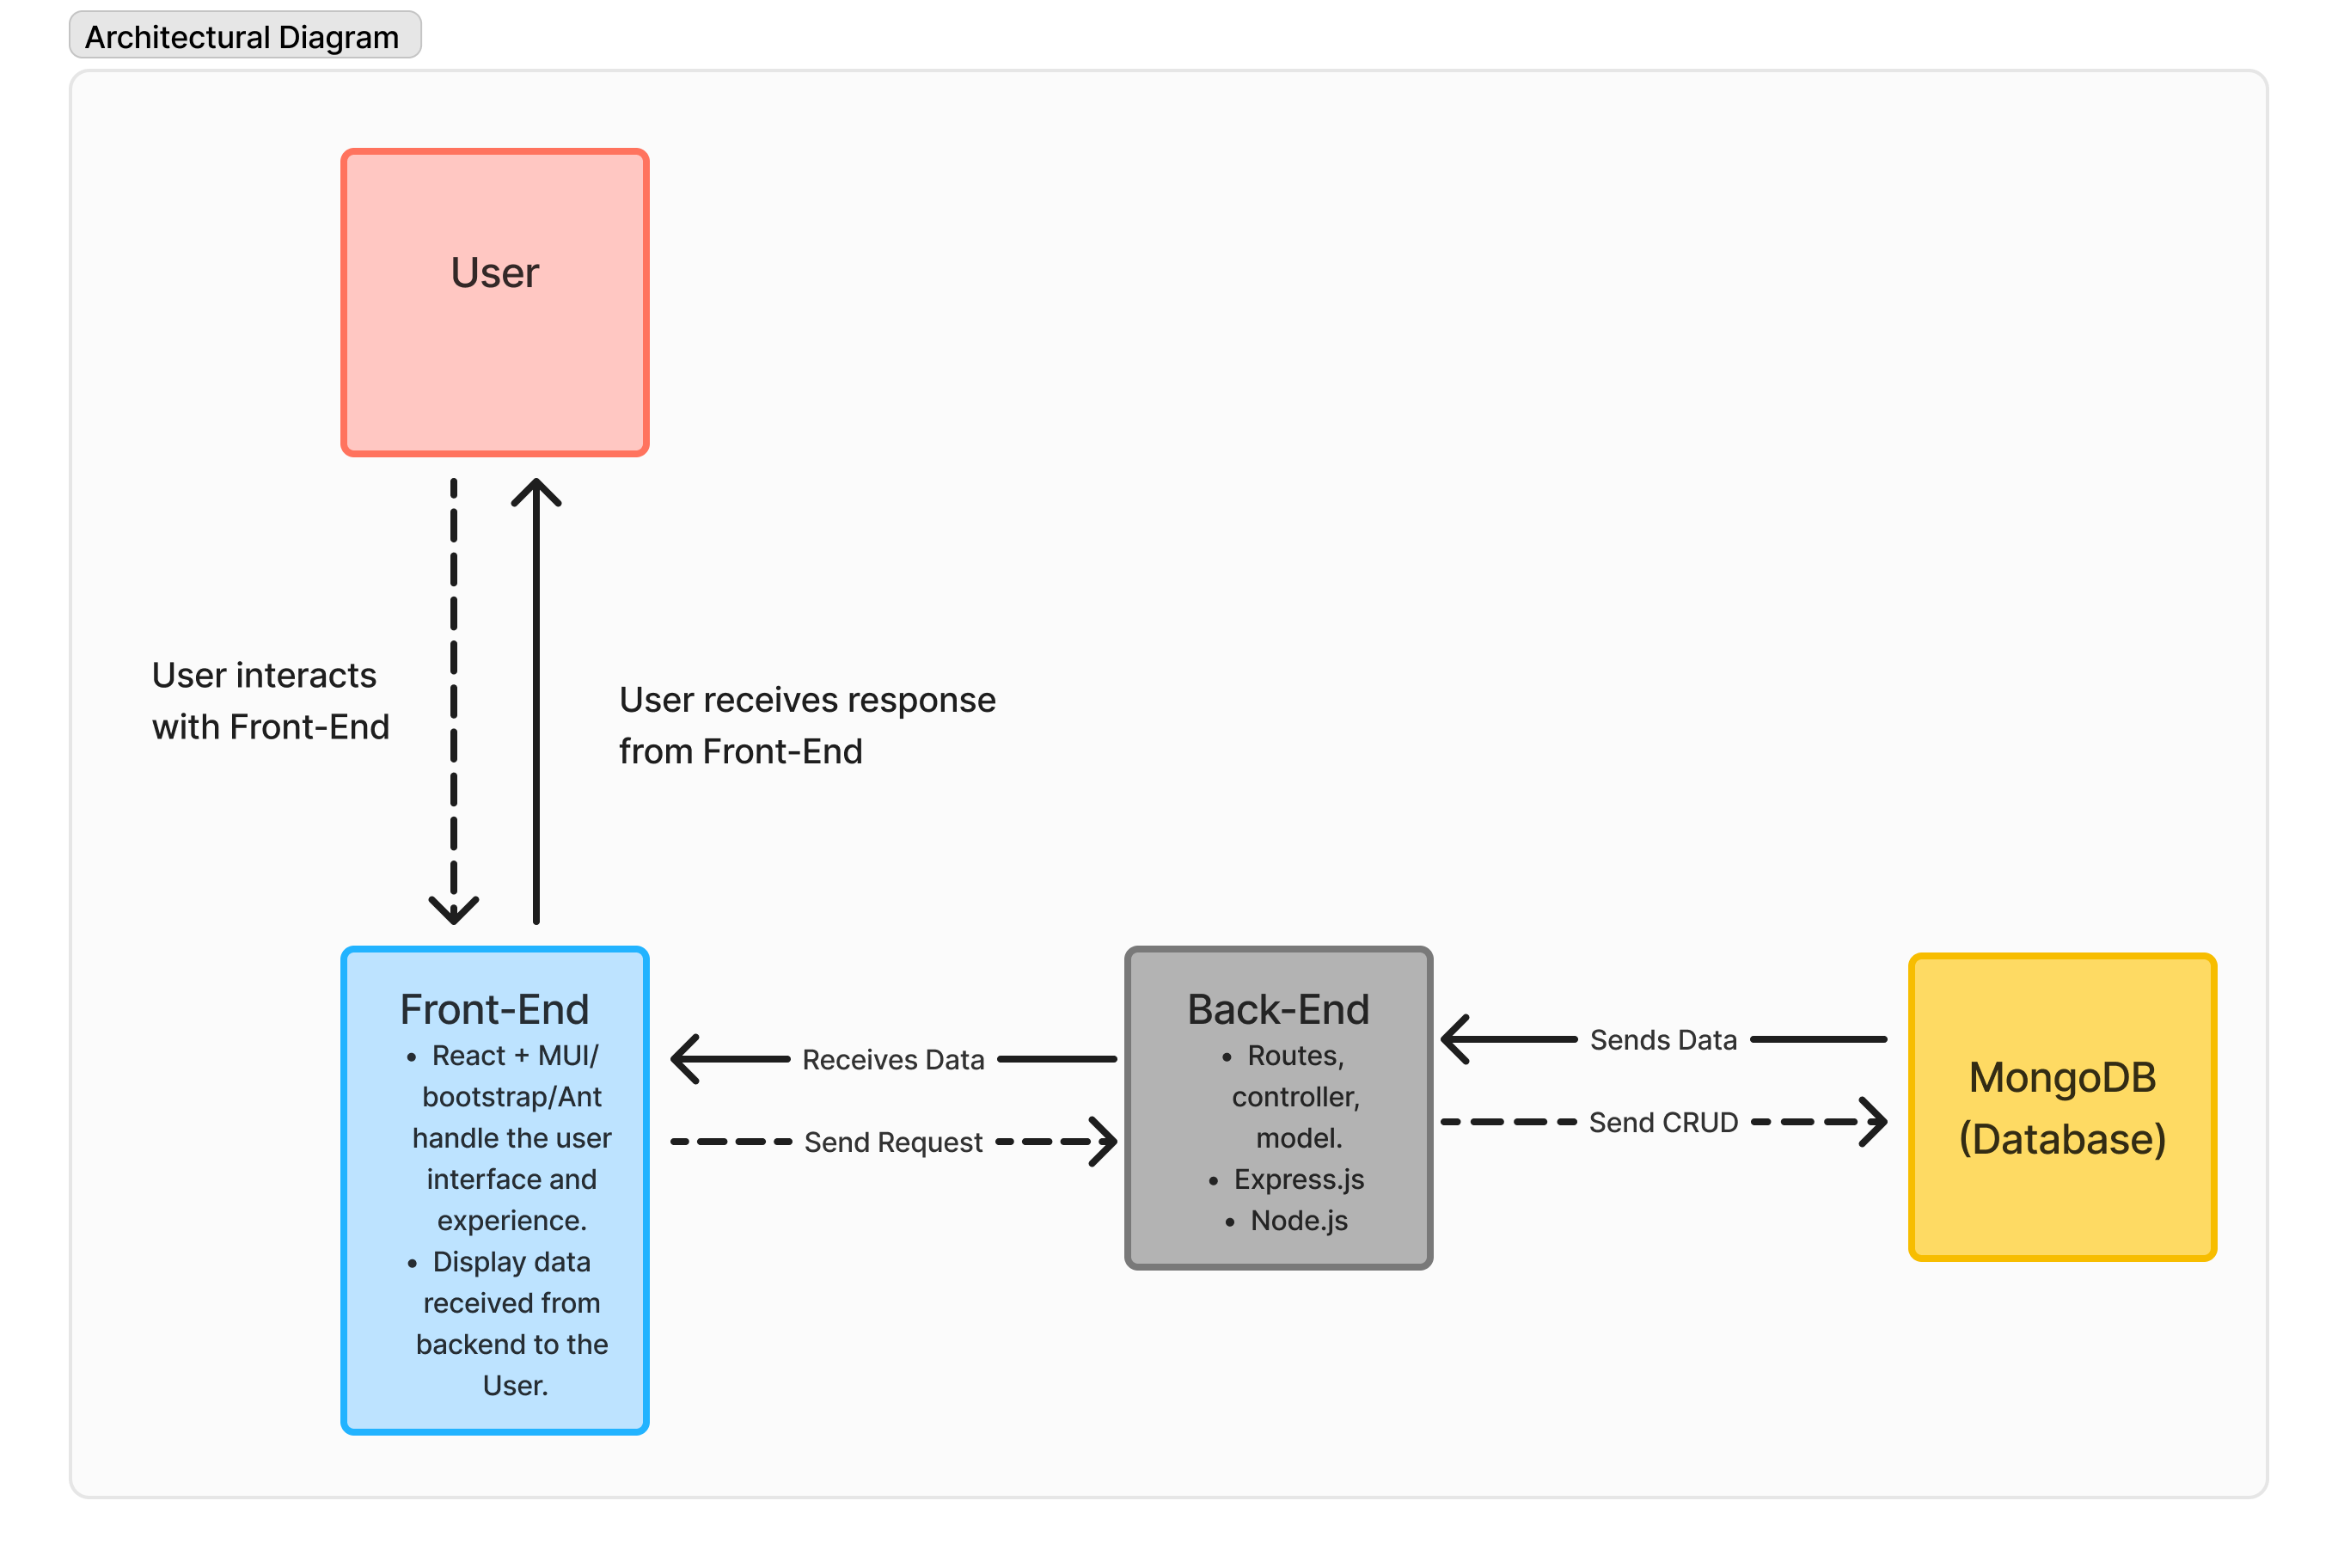 Architectural Diagram
User
User interacts
with Front-End
User receives response
from Front-End
Front-End
• React + MUI/
bootstrap/Ant
handle the user
interface and
experience.
• Display data
received from
backend to the
User.
Receives Data
Send Request
Back-End
• Routes,
controller,
model.
• Express.js
• Node.js
Sends Data
Send CRUD
MongoDB
(Database)